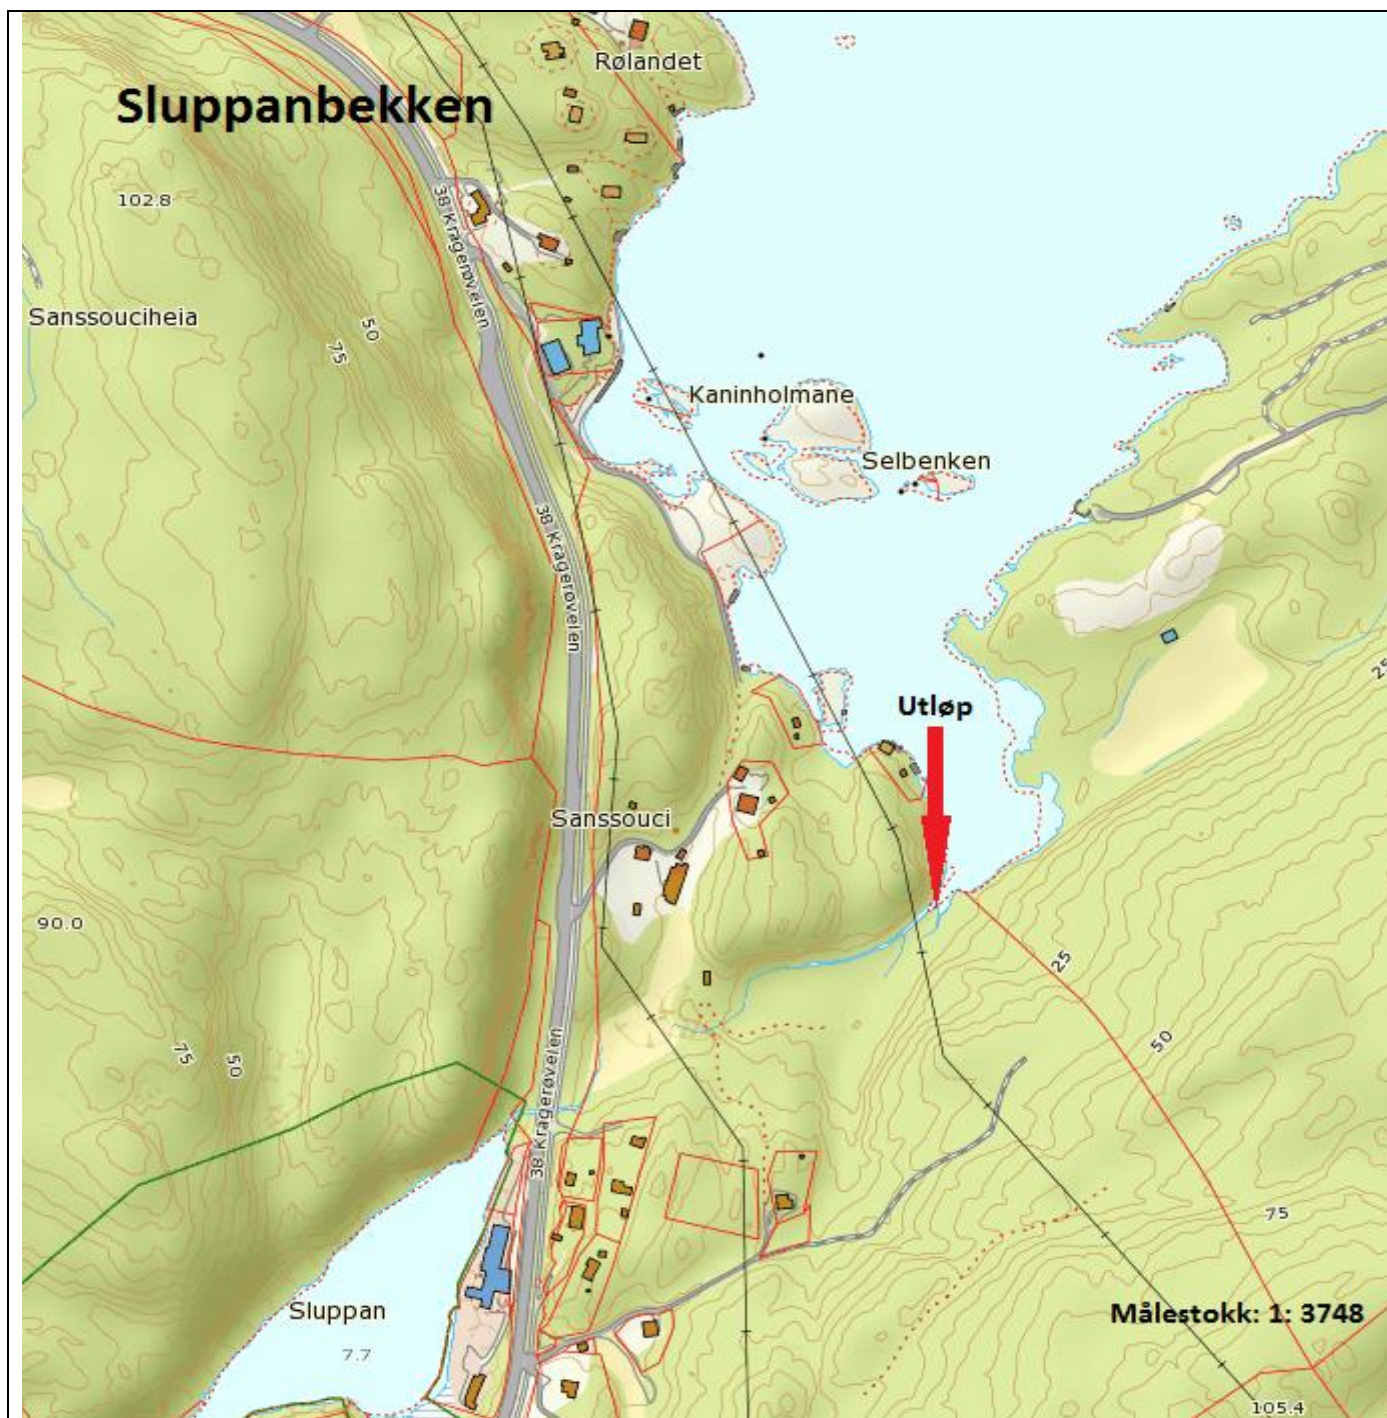 Rølandet
Sluppanbekken
102.8
38 Kragerøveien
Sanssouciheia
50
75
Kaninholmane
Selbenken
38 Kragerøveien
25
Utløp
Sanssouci
90.0
25
50
75
50
38 Kragerøveien
75
Sluppan
Målestokk: 1: 3748
7.7
105.4